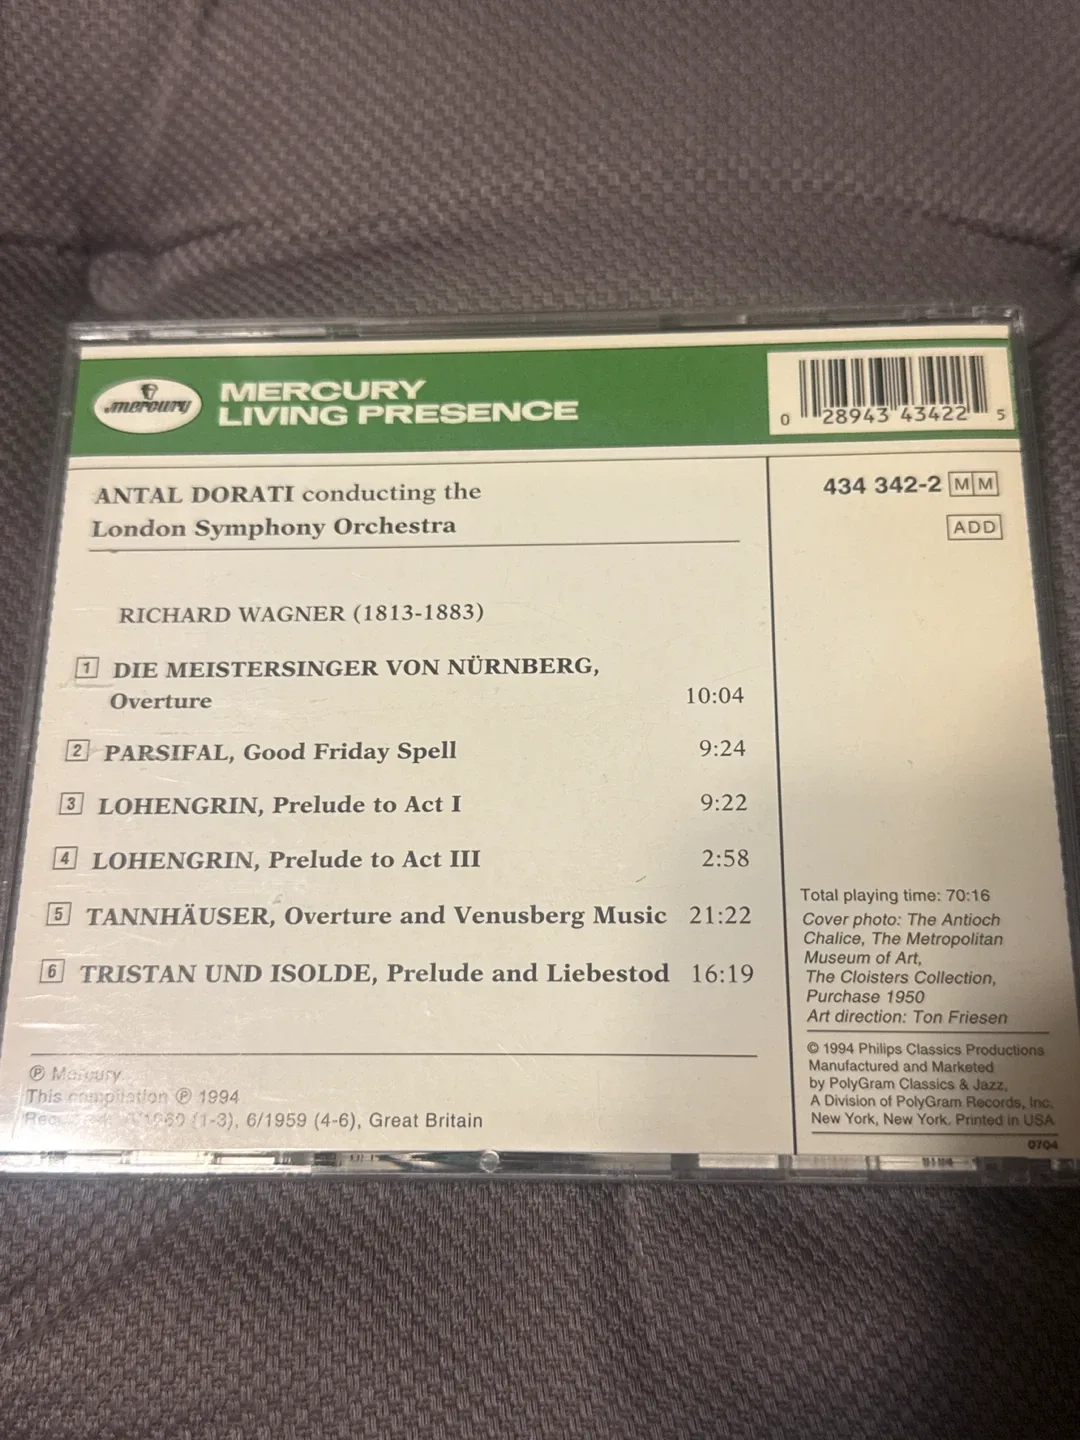 mercury
MERCURY
LIVING PRESENCE
0 28943 43422 5
ANTAL DORATI conducting the
London Symphony Orchestra
434 342-2 MM
ADD
RICHARD WAGNER (1813-1883)
1 DIE MEISTERSINGER VON NÜRNBERG,
Overture 10:04
2 PARSIFAL, Good Friday Spell 9:24
3 LOHENGRIN, Prelude to Act I 9:22
4 LOHENGRIN, Prelude to Act III 2:58
5 TANNHÄUSER, Overture and Venusberg Music 21:22
6 TRISTAN UND ISOLDE, Prelude and Liebestod 16:19
℗ Mercury
This compilation ℗ 1994
(1-3), 6/1959 (4-6), Great Britain
Total playing time: 70:16
Cover photo: The Antioch
Chalice, The Metropolitan
Museum of Art,
The Cloisters Collection,
Purchase 1950
Art direction: Ton Friesen
© 1994 Philips Classics Productions
Manufactured and Marketed
by PolyGram Classics & Jazz,
A Division of PolyGram Records, Inc.
New York, New York. Printed in USA
0704